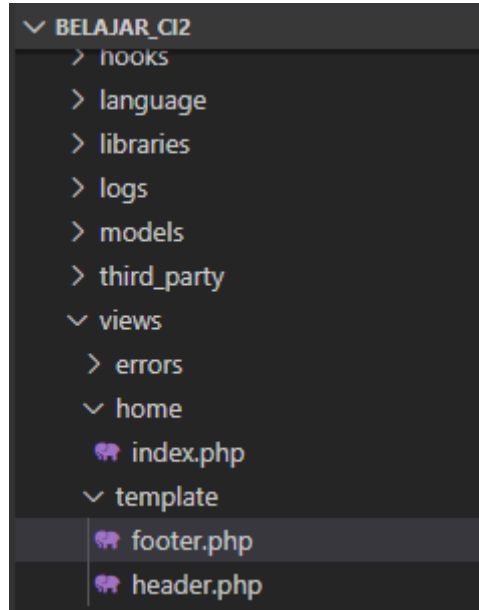 BELAJAR_CI2
hooks
language
libraries
logs
models
third_party
views
errors
home
index.php
template
footer.php
header.php